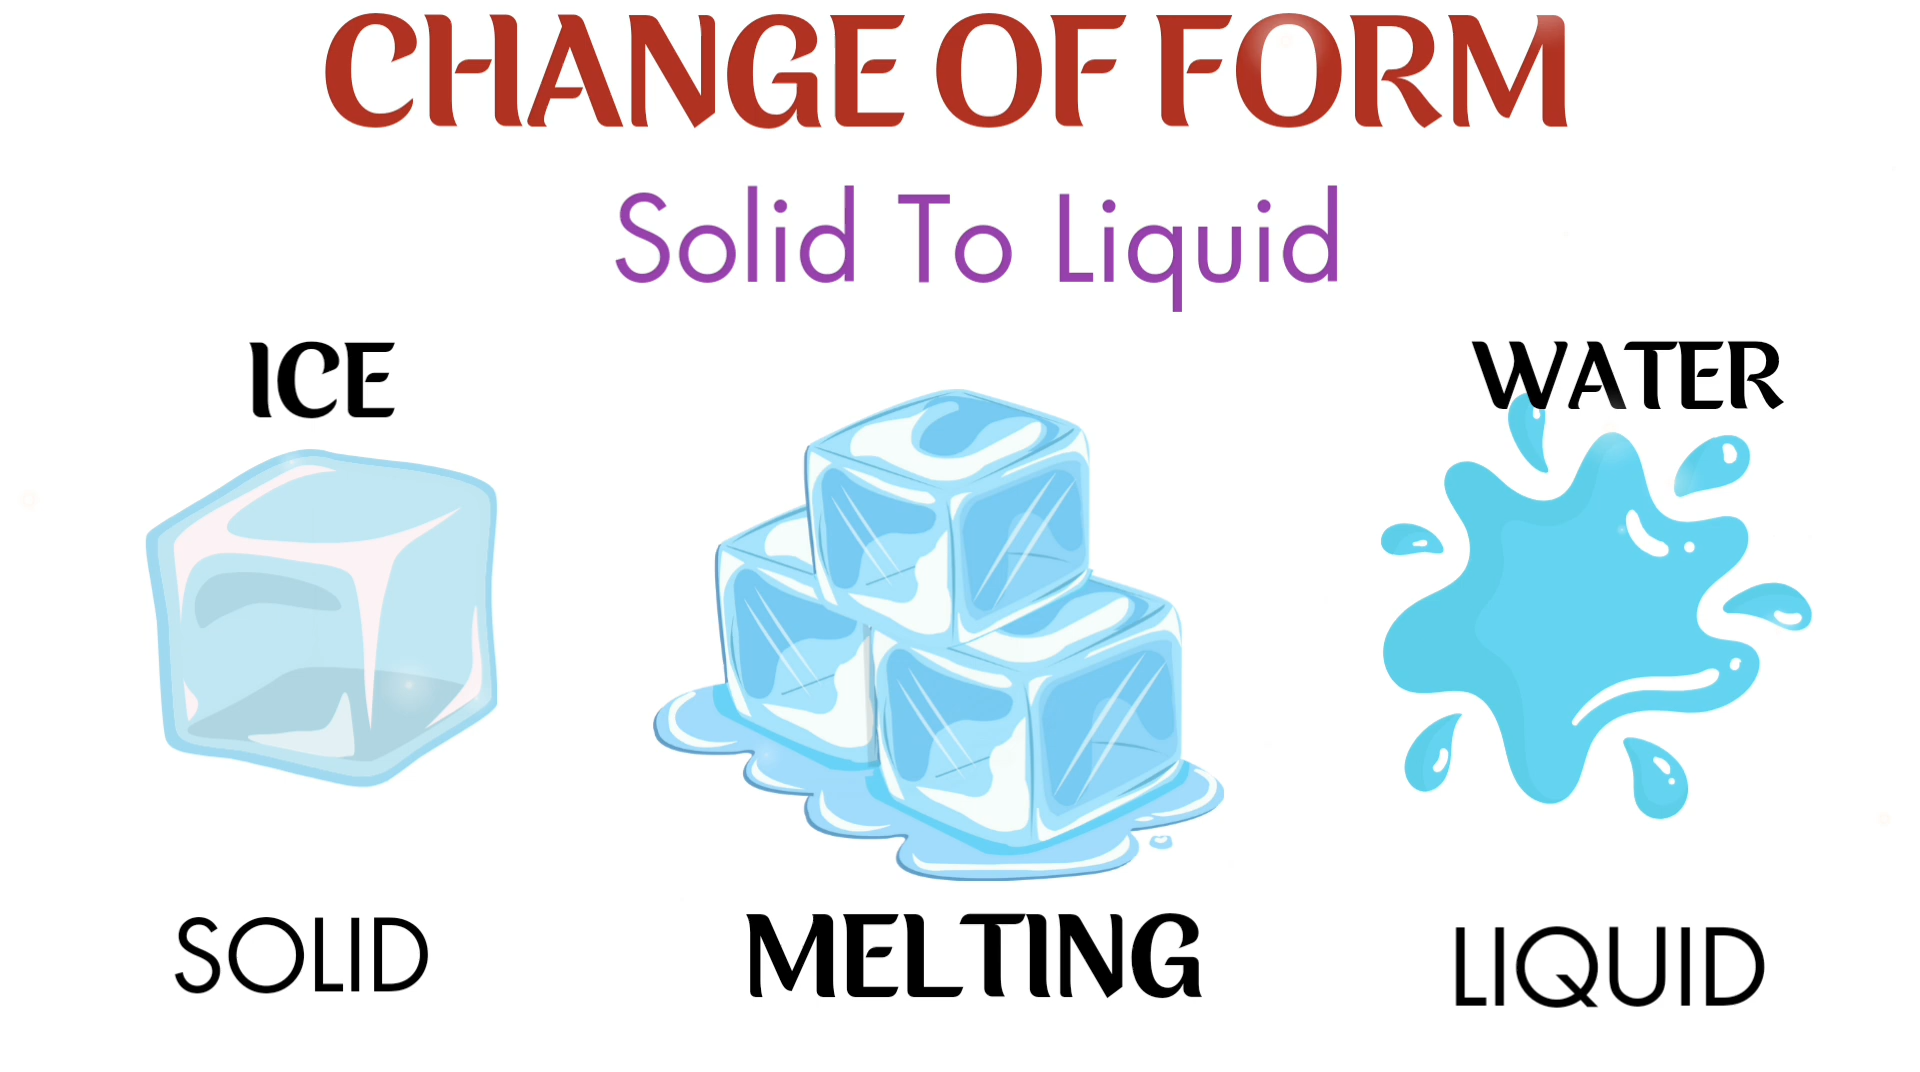 CHANGE OF FORM
Solid To Liquid
ICE
WATER
SOLID
MELTING
LIQUID